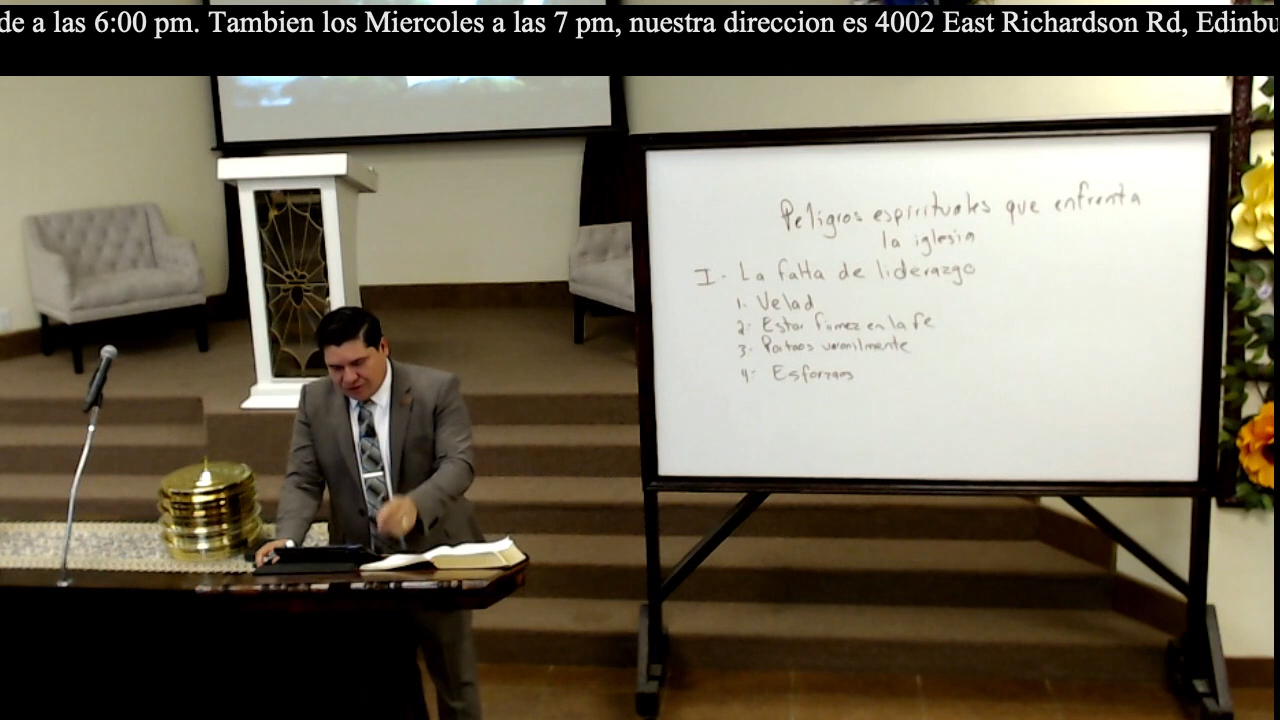 de a las 6:00 pm. Tambien los Miercoles a las 7 pm, nuestra direccion es 4002 East Richardson Rd, Edinbu
Peligros espirituales que enfrenta
la iglesia
I- La falta de liderazgo
1- Velad
2- Estar firmez en la fe
3- Portaos varonilmente
4- Esforzaos